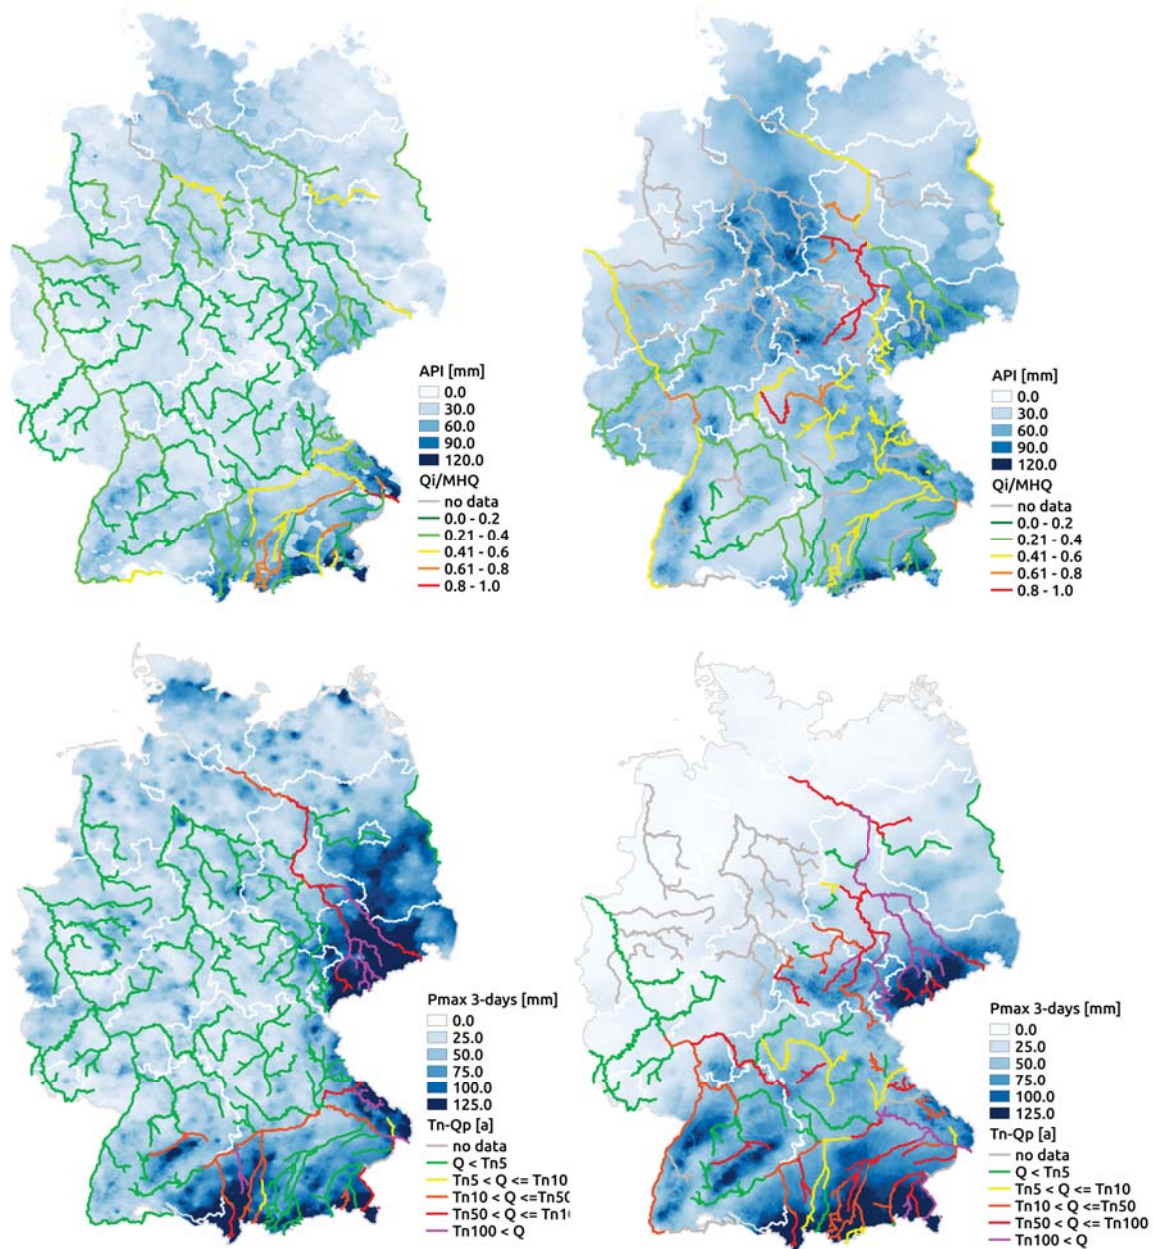 API [mm]
0.0
30.0
60.0
90.0
120.0
Qi/MHQ
no data
0.0 - 0.2
0.21 - 0.4
0.41 - 0.6
0.61 - 0.8
0.8 - 1.0
API [mm]
0.0
30.0
60.0
90.0
120.0
Qi/MHQ
no data
0.0 - 0.2
0.21 - 0.4
0.41 - 0.6
0.61 - 0.8
0.8 - 1.0
Pmax 3-days [mm]
0.0
25.0
50.0
75.0
100.0
125.0
Tn-Qp [a]
no data
Q < Tn5
Tn5 < Q <= Tn10
Tn10 < Q <=Tn50
Tn50 < Q <= Tn1
Tn100 < Q
Pmax 3-days [mm]
0.0
25.0
50.0
75.0
100.0
125.0
Tn-Qp [a]
no data
Q < Tn5
Tn5 < Q <= Tn10
Tn10 < Q <=Tn50
Tn50 < Q <= Tn100
Tn100 < Q